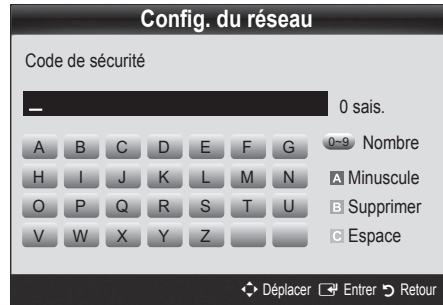 Config. du réseau
Code de sécurité
0 sais.
A B C D E F G 0~9 Nombre
H I J K L M N A Minuscule
O P Q R S T U B Supprimer
V W X Y Z C Espace
Déplacer Entrer Retour